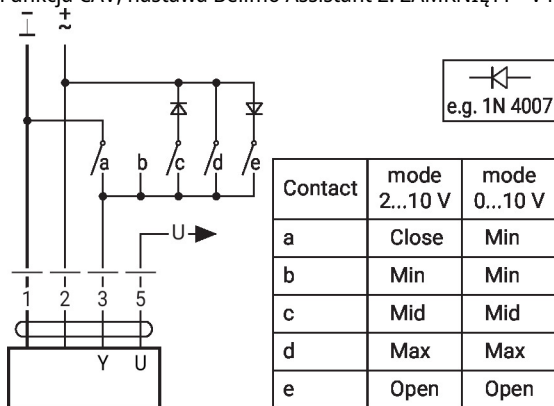 Funkcja CAV, nastawa Belimo Assistant 2: ZAMKNIĘTY
⊥ ~
− +
a b c d e
U
1 2 3 5
Y U
e.g. 1N 4007
Contact mode 2...10 V mode 0...10 V
a Close Min
b Min Min
c Mid Mid
d Max Max
e Open Open